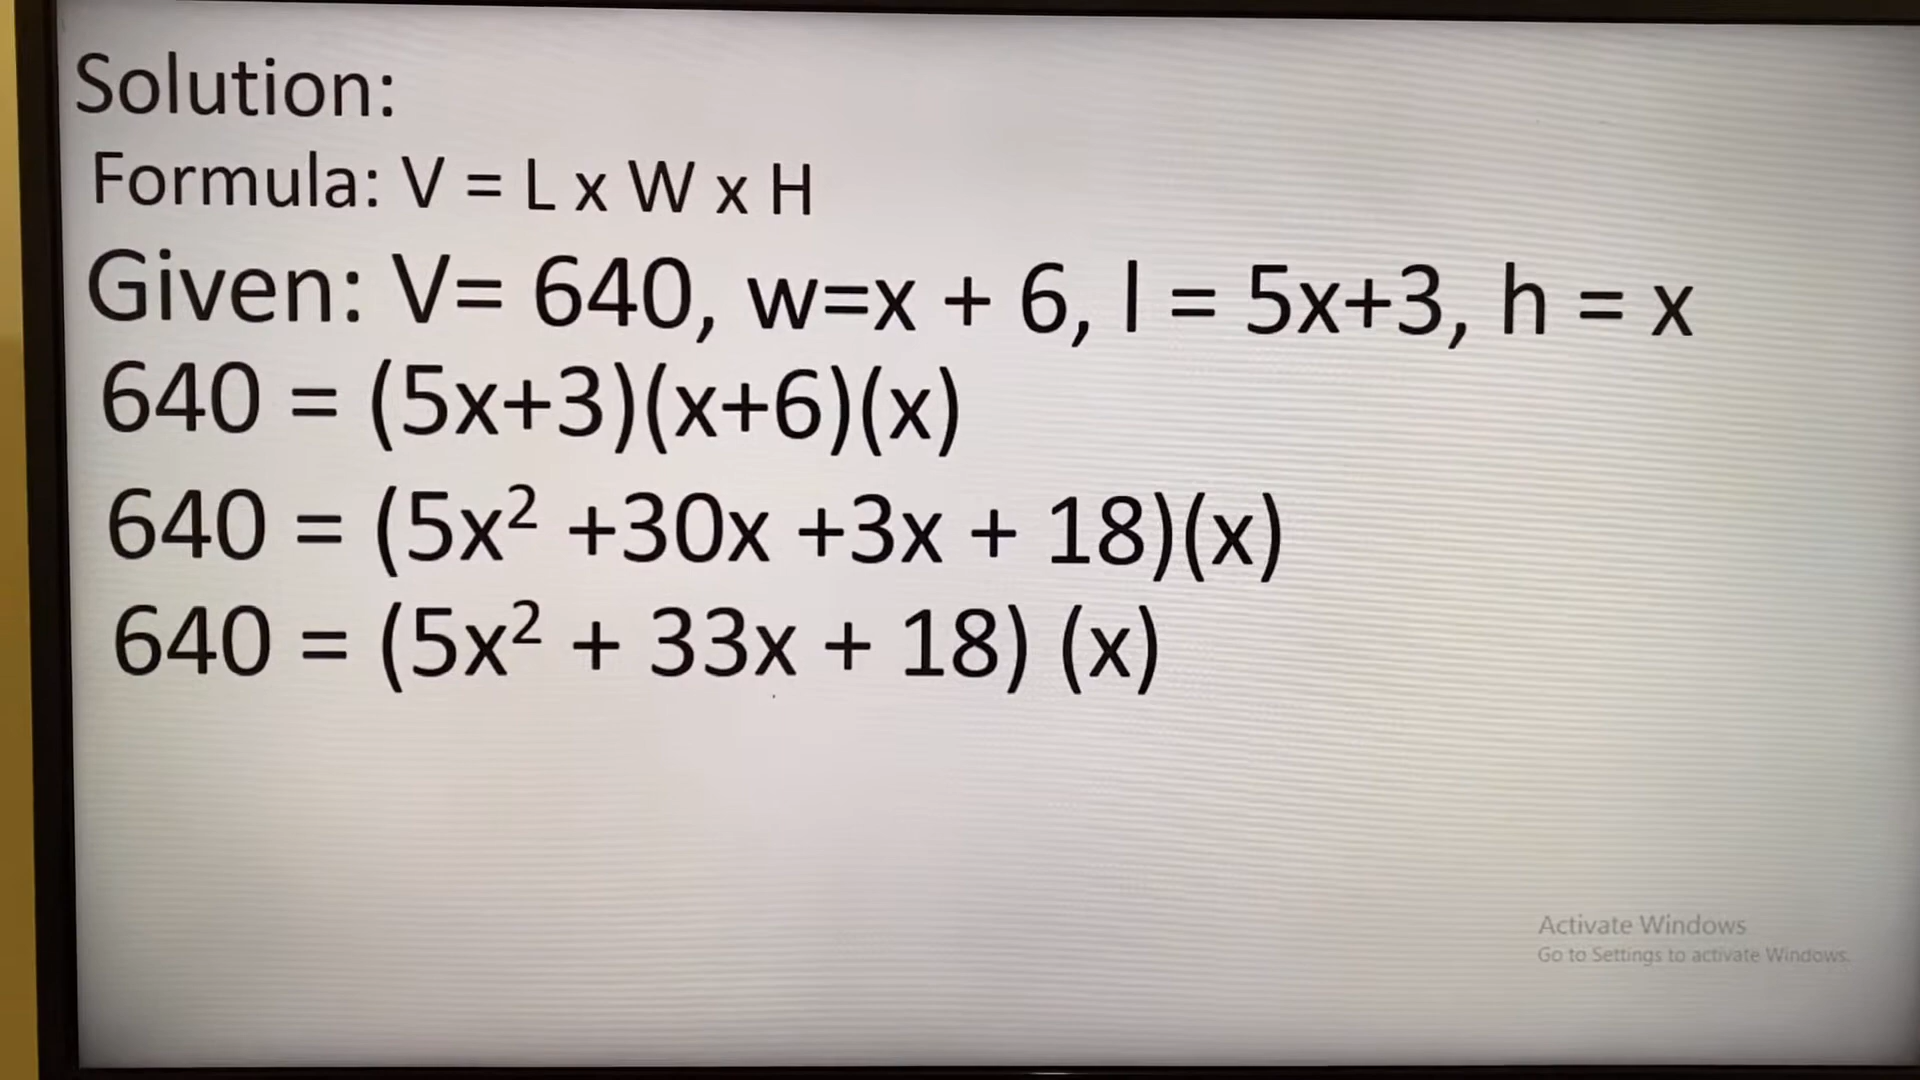 Solution:
Formula: V = L x W x H
Given: V= 640, w=x + 6, l = 5x+3, h = x
640 = (5x+3)(x+6)(x)
640 = (5x² +30x +3x + 18)(x)
640 = (5x² + 33x + 18) (x)
Activate Windows
Go to Settings to activate Windows.